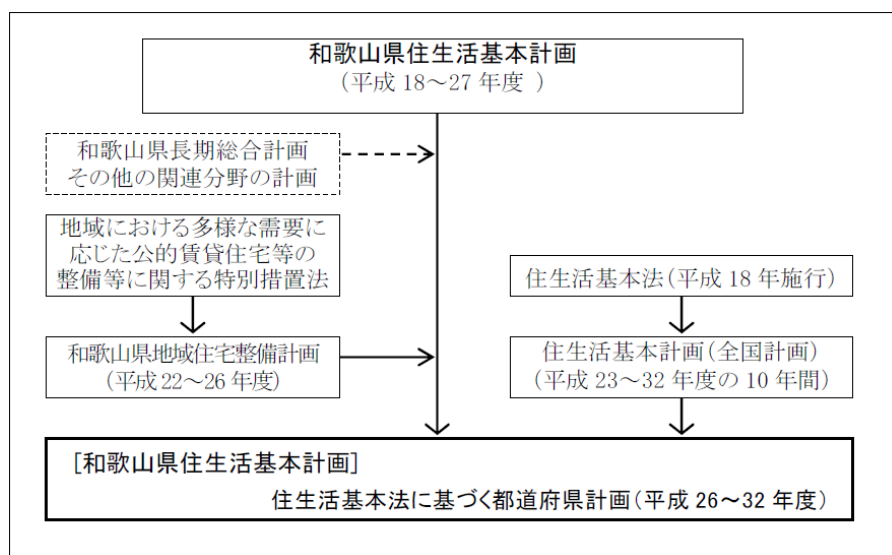 和歌山県住生活基本計画
(平成 18～27 年度 )
和歌山県長期総合計画
その他の関連分野の計画
地域における多様な需要に
応じた公的賃貸住宅等の
整備等に関する特別措置法
住生活基本法(平成 18 年施行)
和歌山県地域住宅整備計画
(平成 22～26 年度)
住生活基本計画(全国計画)
(平成 23～32 年度の 10 年間)
[和歌山県住生活基本計画]
住生活基本法に基づく都道府県計画(平成 26～32 年度)